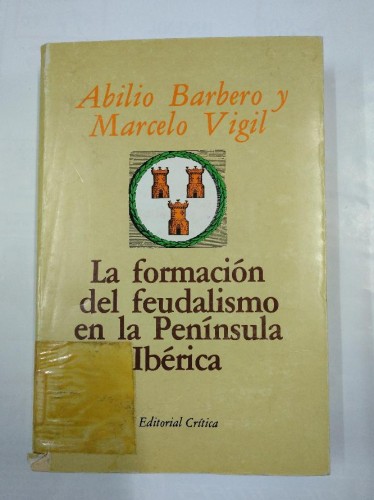 Abilio Barbero y
Marcelo Vigil
La formación
del feudalismo
en la Península
Ibérica
Editorial Crítica